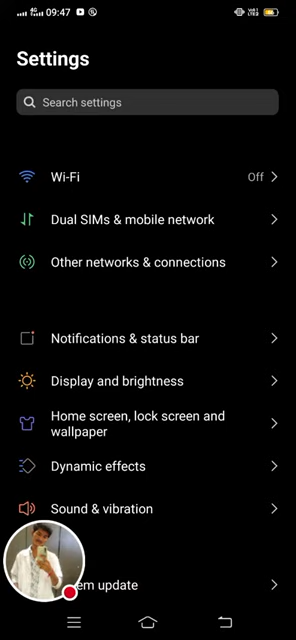 4G 09:47
Settings
Search settings
Wi-Fi Off
Dual SIMs & mobile network
Other networks & connections
Notifications & status bar
Display and brightness
Home screen, lock screen and
wallpaper
Dynamic effects
Sound & vibration
update